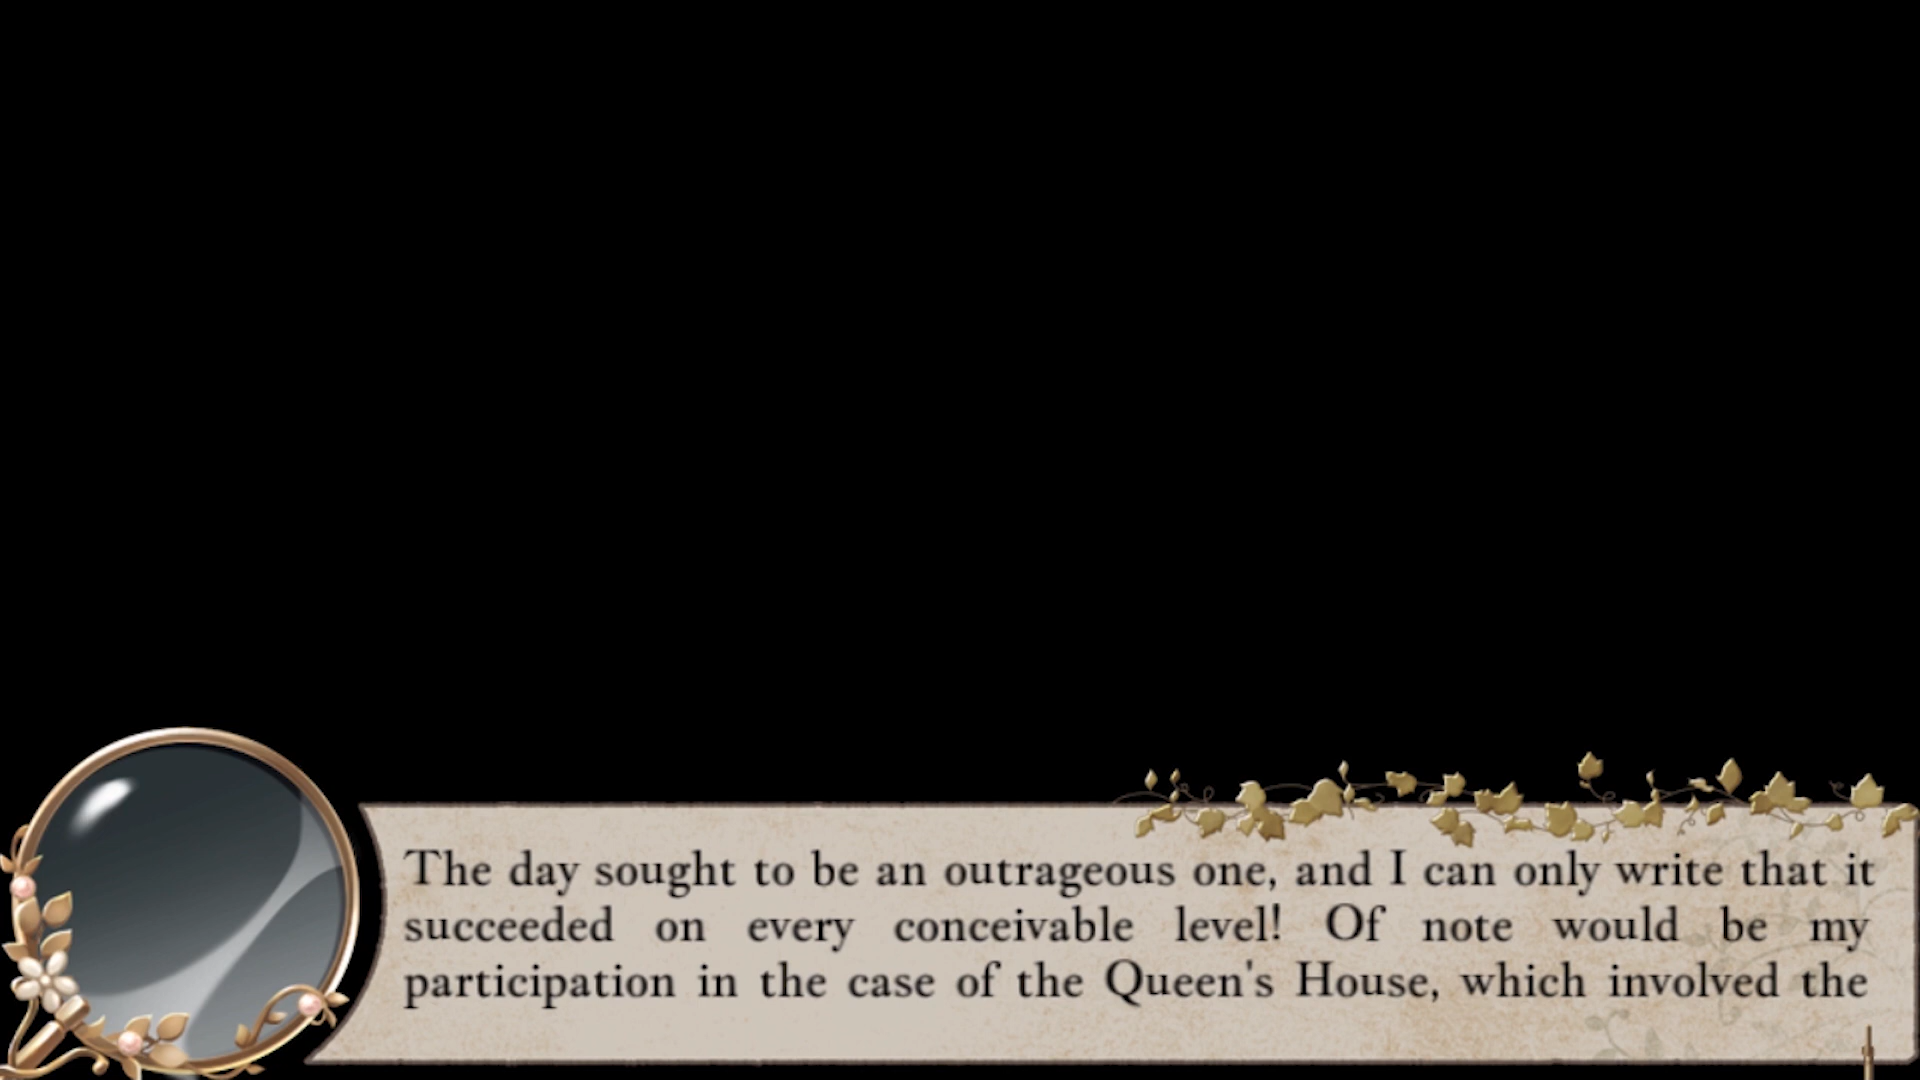 The day sought to be an outrageous one, and I can only write that it
succeeded on every conceivable level! Of note would be my
participation in the case of the Queen's House, which involved the